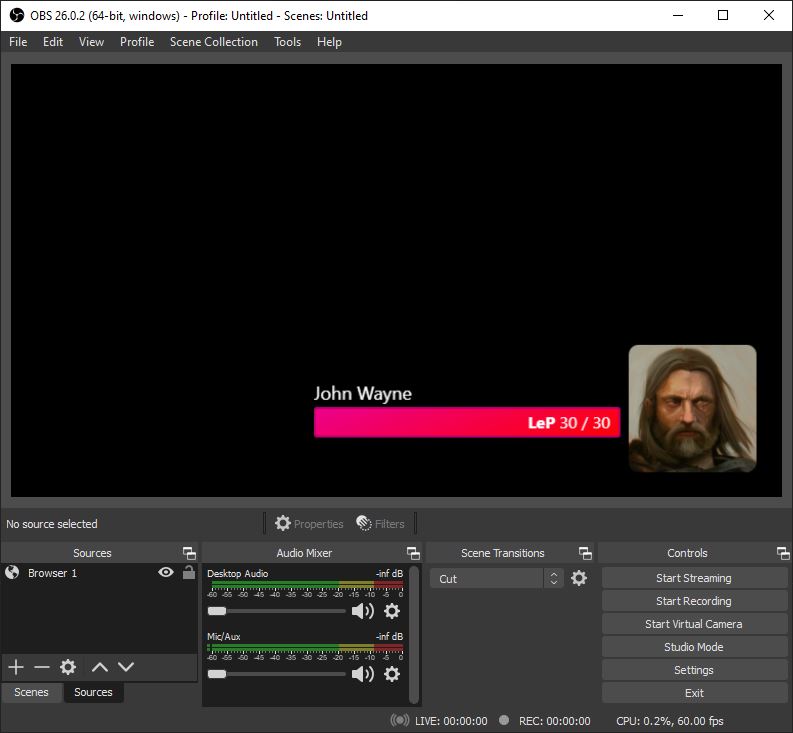 OBS 26.0.2 (64-bit, windows) - Profile: Untitled - Scenes: Untitled
File Edit View Profile Scene Collection Tools Help
John Wayne
LeP 30 / 30
No source selected
Properties
Filters
Sources
Browser 1
Scenes
Sources
Audio Mixer
Desktop Audio -inf dB
-60 -55 -50 -45 -40 -35 -30 -25 -20 -15 -10 -5 0
Mic/Aux -inf dB
-60 -55 -50 -45 -40 -35 -30 -25 -20 -15 -10 -5 0
Scene Transitions
Cut
Controls
Start Streaming
Start Recording
Start Virtual Camera
Studio Mode
Settings
Exit
LIVE: 00:00:00 REC: 00:00:00 CPU: 0.2%, 60.00 fps